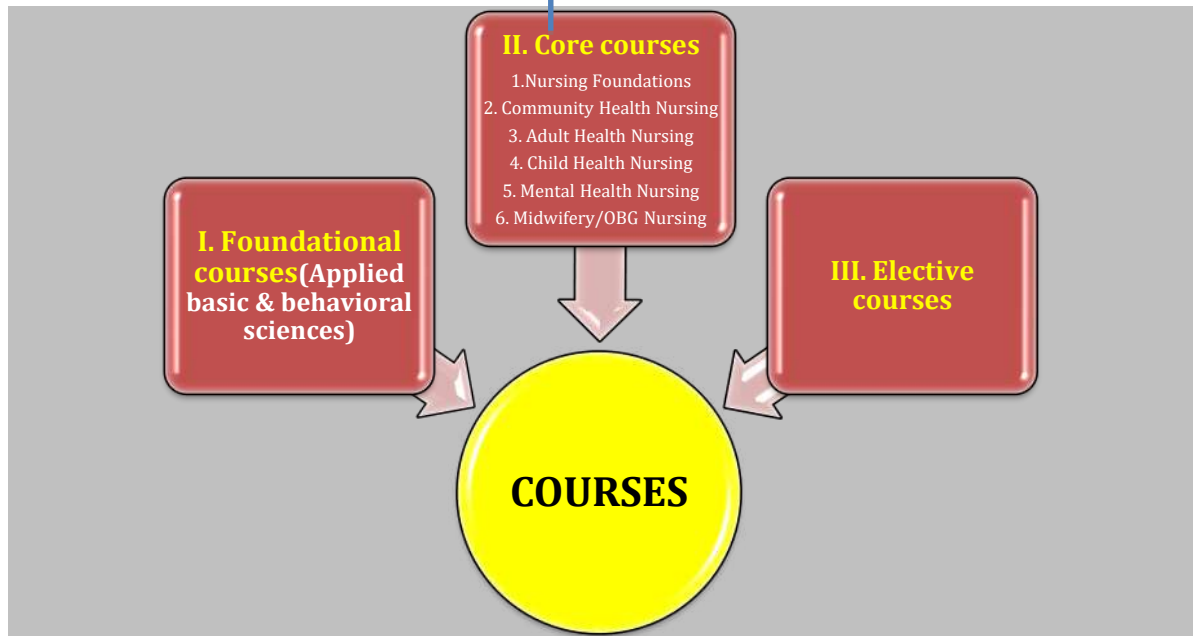 II. Core courses
1.Nursing Foundations
2. Community Health Nursing
3. Adult Health Nursing
4. Child Health Nursing
5. Mental Health Nursing
6. Midwifery/OBG Nursing
I. Foundational
courses(Applied
basic & behavioral
sciences)
III. Elective
courses
COURSES